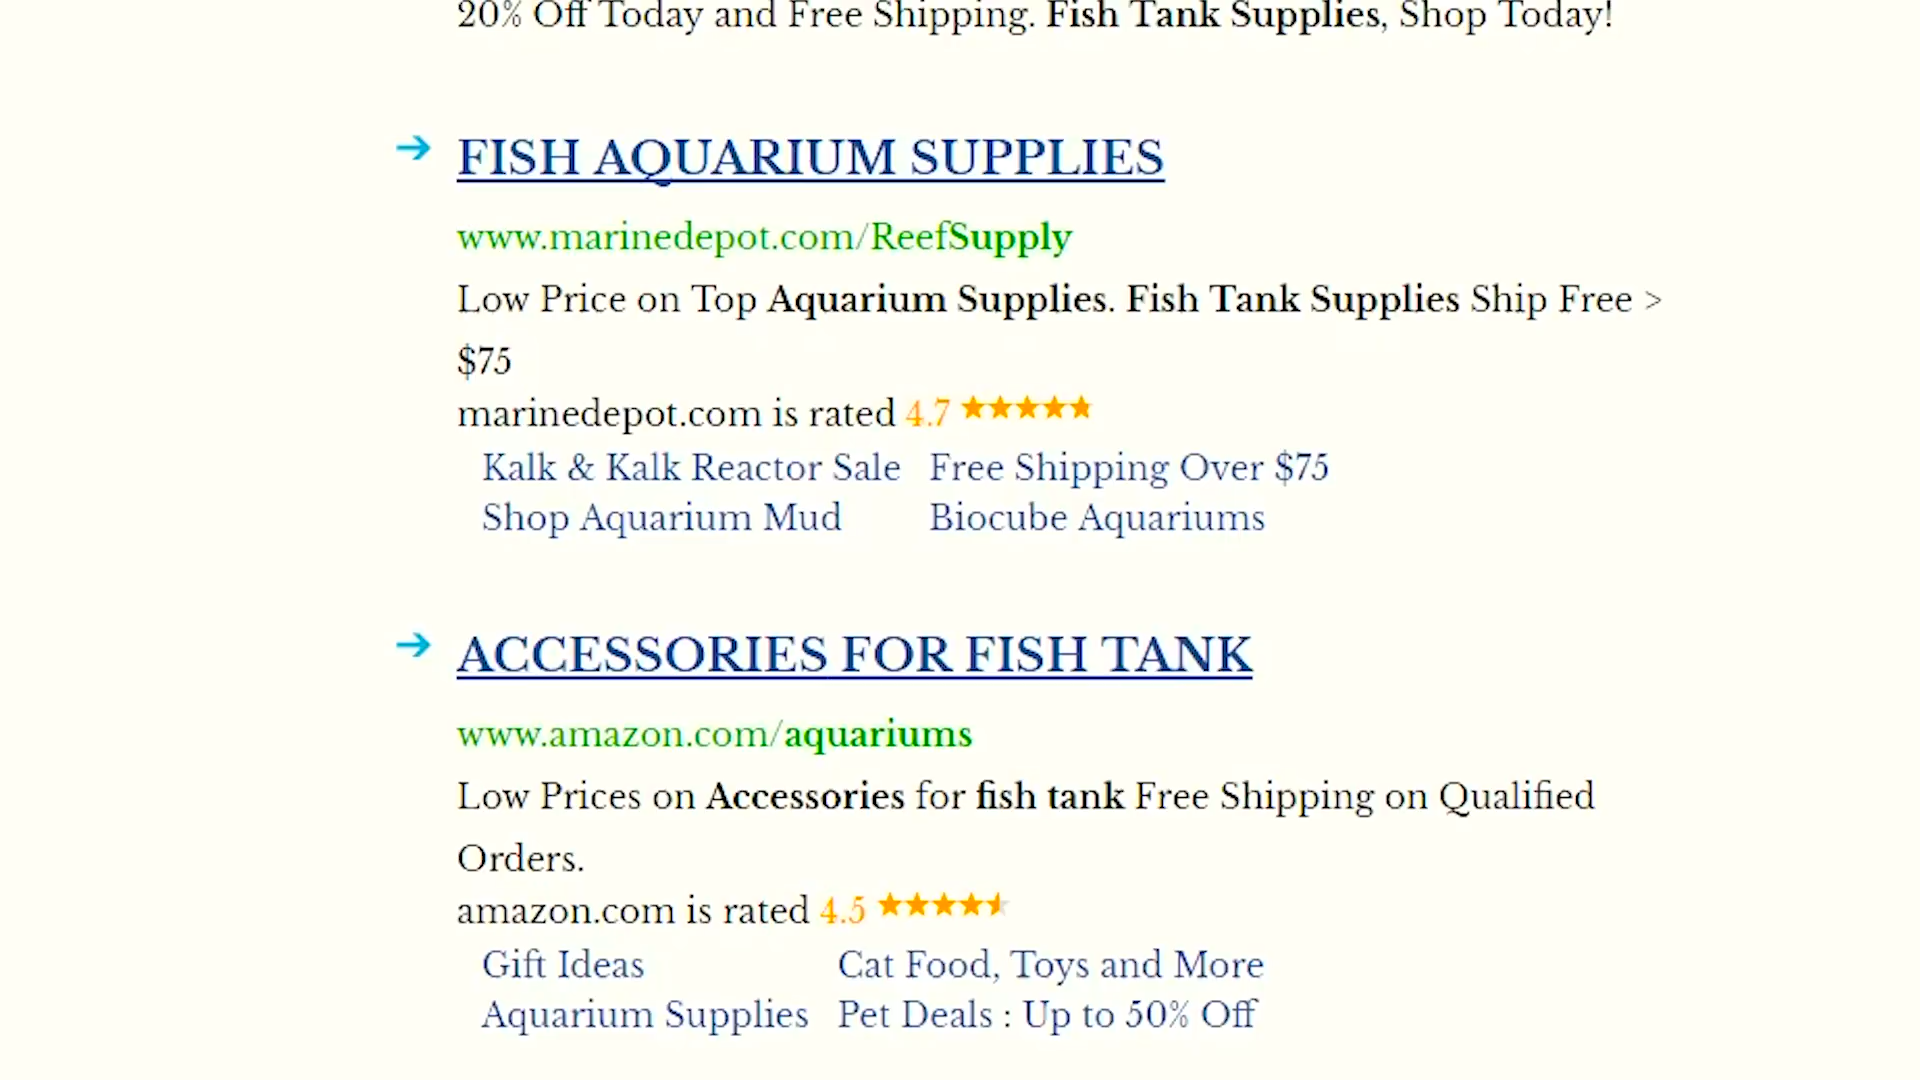 20% Off Today and Free Shipping. Fish Tank Supplies, Shop Today!
FISH AQUARIUM SUPPLIES
www.marinedepot.com/ReefSupply
Low Price on Top Aquarium Supplies. Fish Tank Supplies Ship Free >
$75
marinedepot.com is rated 4.7
Kalk & Kalk Reactor Sale Free Shipping Over $75
Shop Aquarium Mud Biocube Aquariums
ACCESSORIES FOR FISH TANK
www.amazon.com/aquariums
Low Prices on Accessories for fish tank Free Shipping on Qualified
Orders.
amazon.com is rated 4.5
Gift Ideas Cat Food, Toys and More
Aquarium Supplies Pet Deals : Up to 50% Off